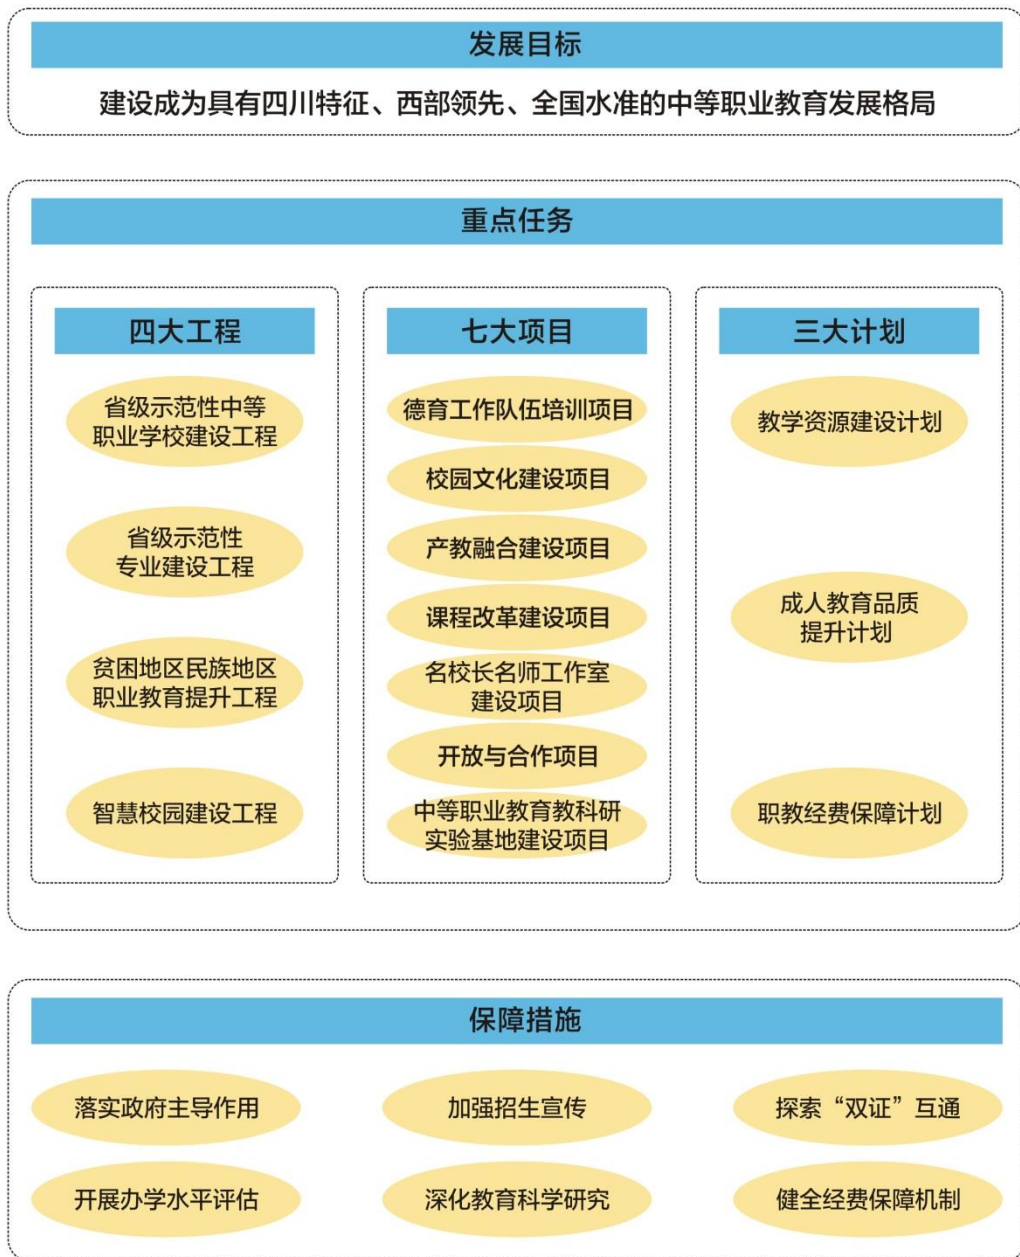 发展目标
建设成为具有四川特征、西部领先、全国水准的中等职业教育发展格局
重点任务
四大工程
省级示范性中等
职业学校建设工程
省级示范性
专业建设工程
贫困地区民族地区
职业教育提升工程
智慧校园建设工程
七大项目
德育工作队伍培训项目
校园文化建设项目
产教融合建设项目
课程改革建设项目
名校长名师工作室
建设项目
开放与合作项目
中等职业教育教科研
实验基地建设项目
三大计划
教学资源建设计划
成人教育品质
提升计划
职教经费保障计划
保障措施
落实政府主导作用
加强招生宣传
探索“双证”互通
开展办学水平评估
深化教育科学研究
健全经费保障机制